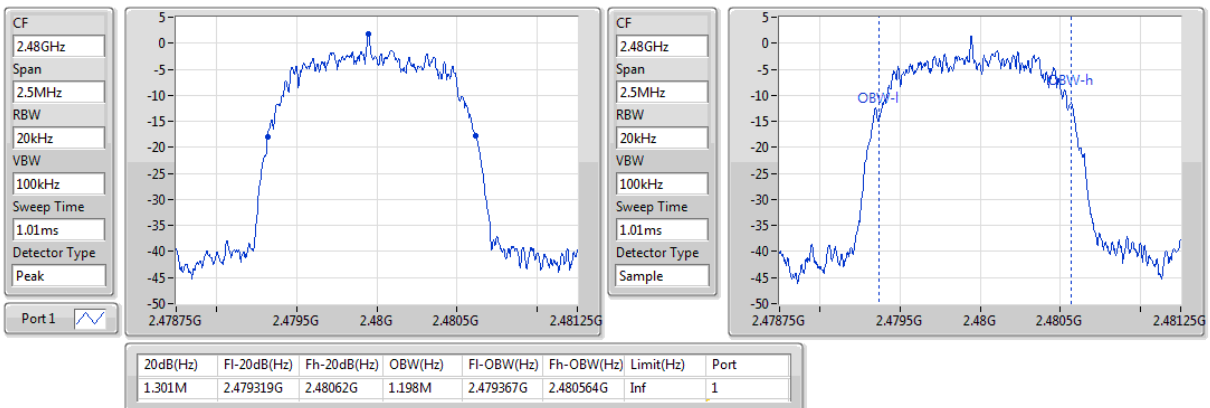 CF
2.48GHz
Span
2.5MHz
RBW
20kHz
VBW
100kHz
Sweep Time
1.01ms
Detector Type
Peak
Port 1
5-
0-
-5-
-10-
-15-
-20-
-25-
-30-
-35-
-40-
-45-
-50-
2.47875G 2.4795G 2.48G 2.4805G 2.48125G
CF
2.48GHz
Span
2.5MHz
RBW
20kHz
VBW
100kHz
Sweep Time
1.01ms
Detector Type
Sample
5-
0-
-5-
-10-
-15-
-20-
-25-
-30-
-35-
-40-
-45-
-50-
OBW-l
OBW-h
2.47875G 2.4795G 2.48G 2.4805G 2.48125G
20dB(Hz) Fl-20dB(Hz) Fh-20dB(Hz) OBW(Hz) Fl-OBW(Hz) Fh-OBW(Hz) Limit(Hz) Port
1.301M 2.479319G 2.48062G 1.198M 2.479367G 2.480564G Inf 1